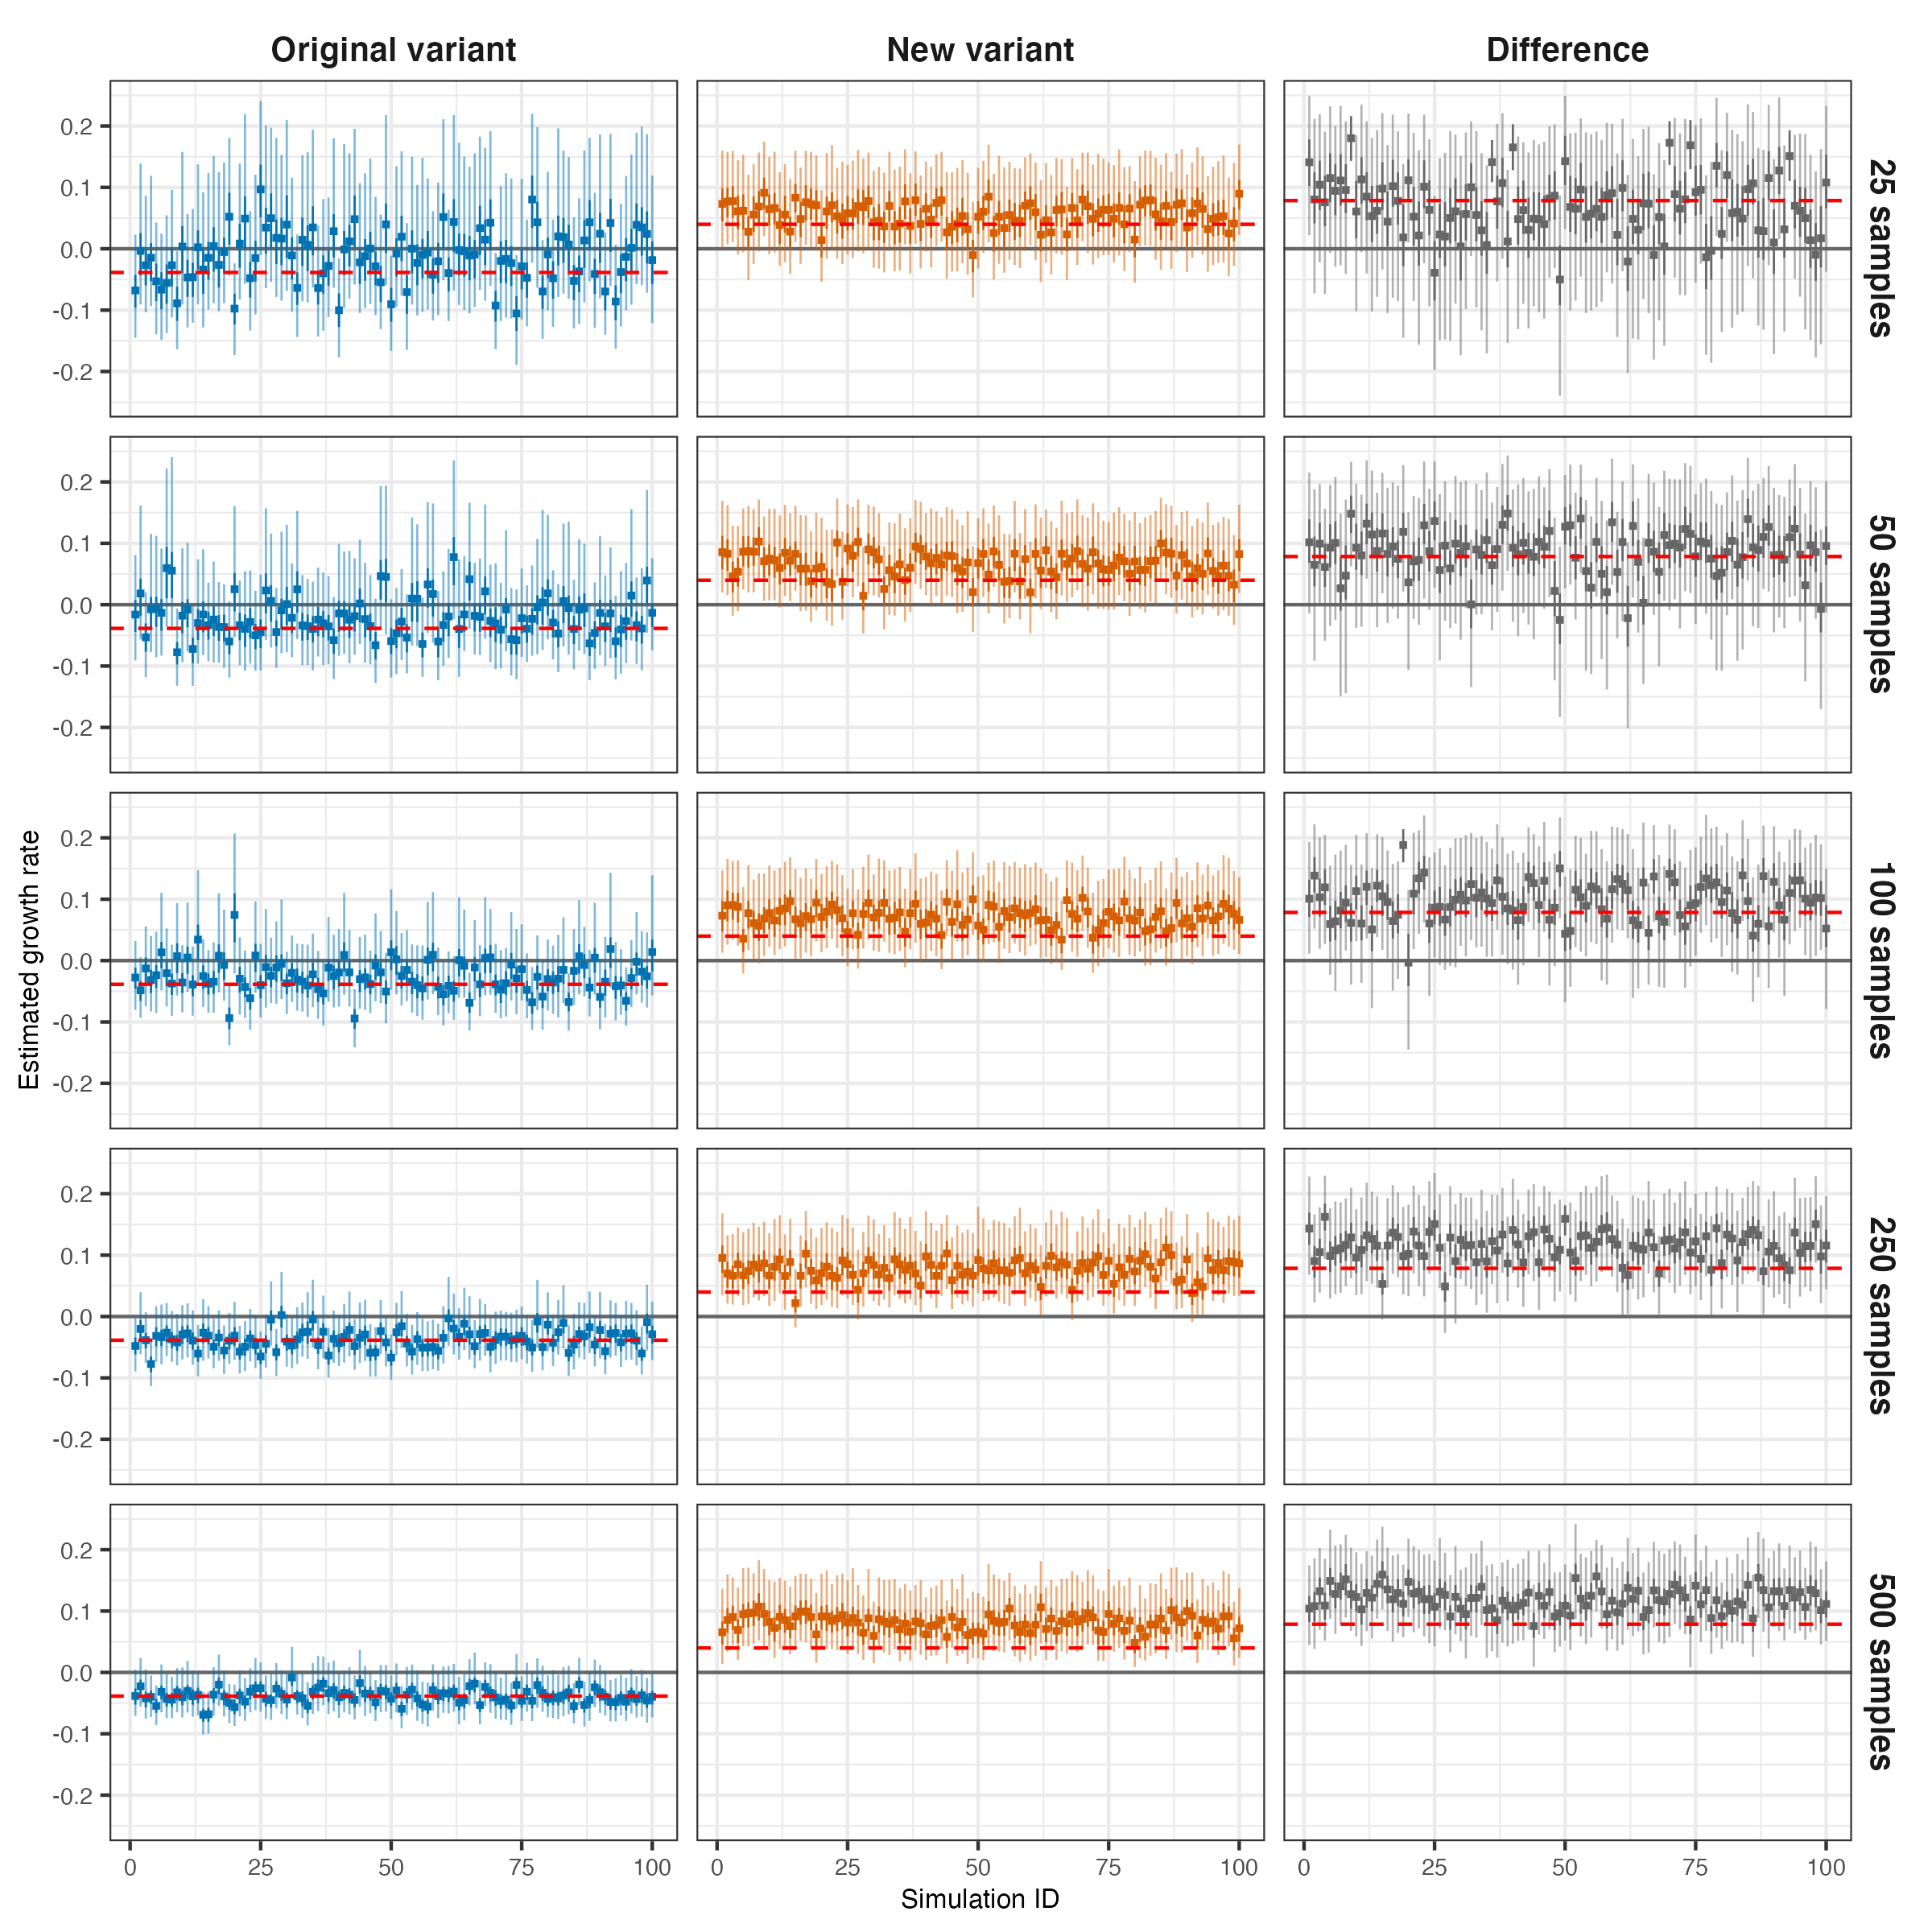 Original variant
New variant
Difference
0.2
0.1
0.0
-0.1
-0.2
25 samples
0.2
0.1
0.0
-0.1
-0.2
50 samples
Estimated growth rate
0.2
0.1
0.0
-0.1
-0.2
100 samples
0.2
0.1
0.0
-0.1
-0.2
250 samples
0.2
0.1
0.0
-0.1
-0.2
500 samples
0 25 50 75 100
0 25 50 75 100
0 25 50 75 100
Simulation ID